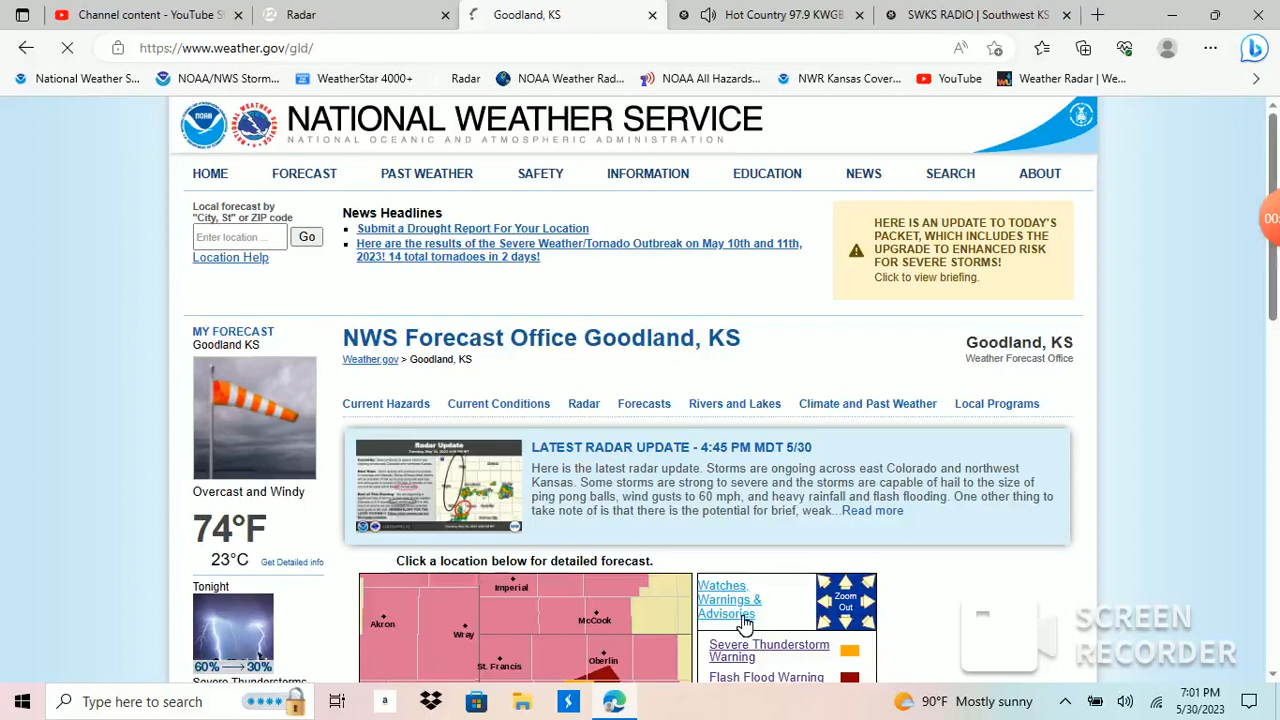 Content - YouTube St
Radar
Goodland, KS
Hot Country 97.9 KWGB
SWKS RADIO | Southwest KS
https://www.weather.gov/gld/
National Weather S...
NOAA/NWS Storm...
WeatherStar 4000+
Radar
NOAA Weather Rad...
NOAA All Hazards...
NWR Kansas Cover...
YouTube
Weather Radar | We...
NATIONAL WEATHER SERVICE
NATIONAL OCEANIC AND ATMOSPHERIC ADMINISTRATION
HOME FORECAST PAST WEATHER SAFETY INFORMATION EDUCATION NEWS SEARCH ABOUT
Local forecast by
"City, St" or ZIP code
Enter location ...
Go
Location Help
News Headlines
Submit a Drought Report For Your Location
Here are the results of the Severe Weather/Tornado Outbreak on May 10th and 11th,
2023! 14 total tornadoes in 2 days!
HERE IS AN UPDATE TO TODAY'S
PACKET, WHICH INCLUDES THE
UPGRADE TO ENHANCED RISK
FOR SEVERE STORMS!
Click to view briefing.
MY FORECAST
Goodland KS
Overcast and Windy
74°F
23°C
Get Detailed info
Tonight
60% 30%
Severe Thunderstorms
NWS Forecast Office Goodland, KS
Weather.gov > Goodland, KS
Goodland, KS
Weather Forecast Office
Current Hazards Current Conditions Radar Forecasts Rivers and Lakes Climate and Past Weather Local Programs
Radar Update
LATEST RADAR UPDATE - 4:45 PM MDT 5/30
Here is the latest radar update. Storms are ongoing across east Colorado and northwest
Kansas. Some storms are strong to severe and the storms are capable of hail to the size of
ping pong balls, wind gusts to 60 mph, and heavy rainfall and flash flooding. One other thing to
take note of is that there is the potential for brief, weak...Read more
Click a location below for detailed forecast.
Imperial
Akron
McCook
Wray
St. Francis
Oberlin
Watches,
Warnings &
Advisories
Zoom
Out
Severe Thunderstorm
Warning
Flash Flood Warning
SCREEN
RECORDER
Type here to search
90°F Mostly sunny
7:01 PM
5/30/2023